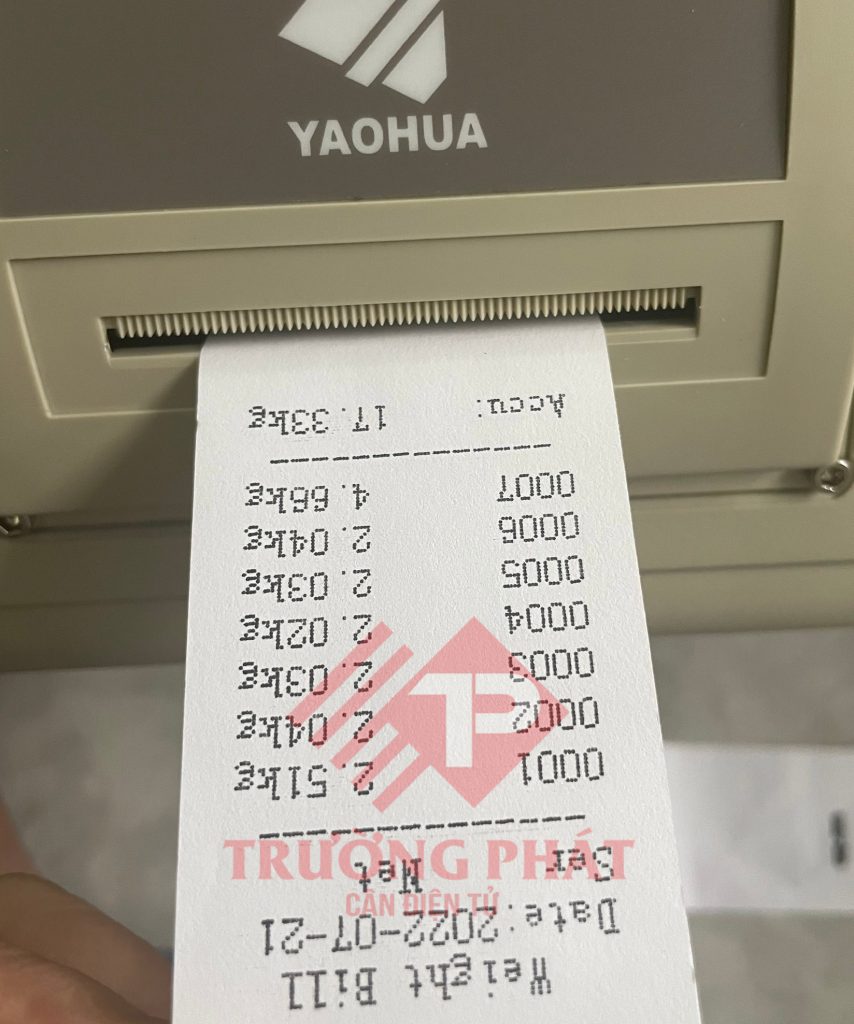 YAOHUA
Weight Bill
Date:2022-07-21
Ser Net
---------------
0001 2.51kg
0002 2.04kg
0003 2.03kg
0004 2.02kg
0005 2.03kg
0006 2.04kg
0007 4.66kg
---------------
Accu: 17.33kg
TP
TRƯỜNG PHÁT
CÂN ĐIỆN TỬ